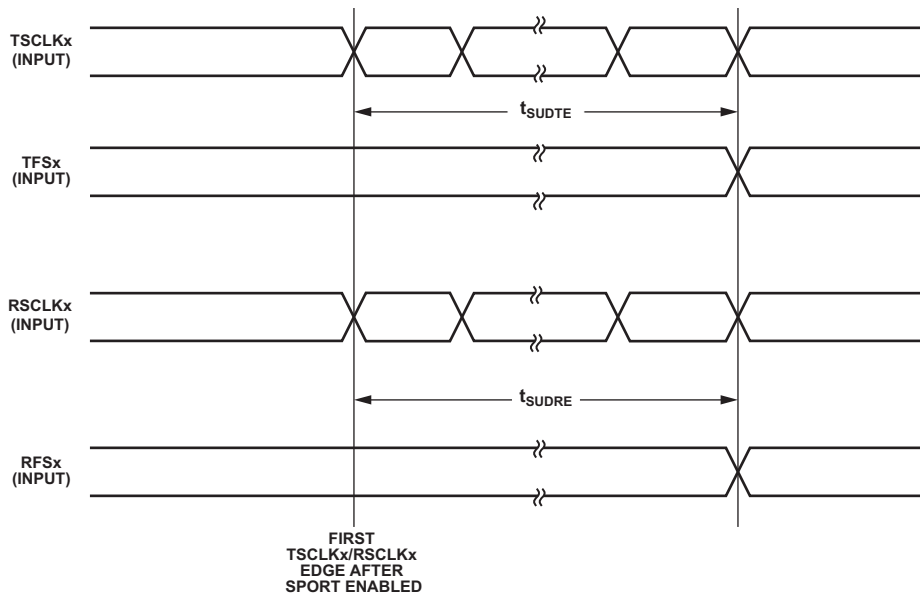 TSCLKx
(INPUT)
tSUDTE
TFSx
(INPUT)
RSCLKx
(INPUT)
tSUDRE
RFSx
(INPUT)
FIRST
TSCLKx/RSCLKx
EDGE AFTER
SPORT ENABLED